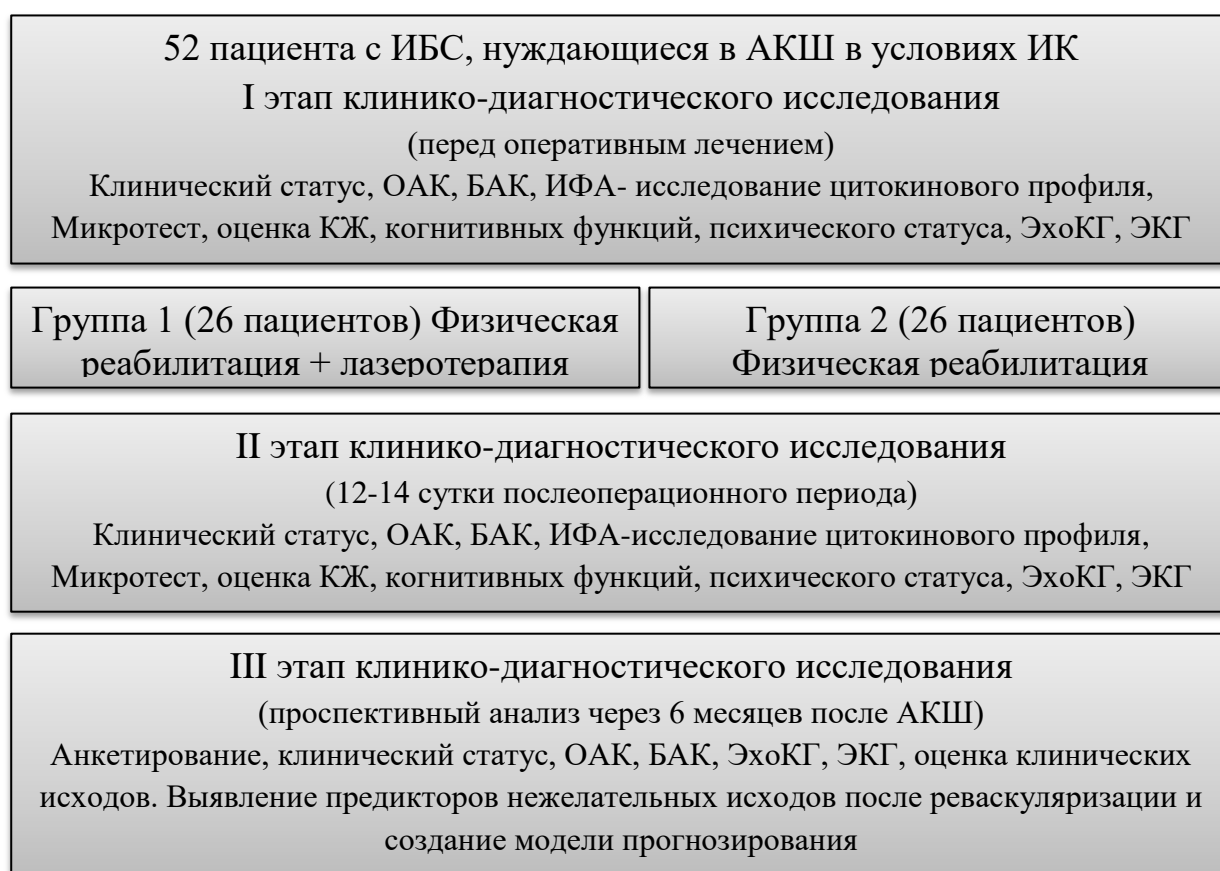 52 пациента с ИБС, нуждающиеся в АКШ в условиях ИК
I этап клинико-диагностического исследования
(перед оперативным лечением)
Клинический статус, ОАК, БАК, ИФА- исследование цитокинового профиля,
Микротест, оценка КЖ, когнитивных функций, психического статуса, ЭхоКГ, ЭКГ
Группа 1 (26 пациентов) Физическая
реабилитация + лазеротерапия
Группа 2 (26 пациентов)
Физическая реабилитация
II этап клинико-диагностического исследования
(12-14 сутки послеоперационного периода)
Клинический статус, ОАК, БАК, ИФА-исследование цитокинового профиля,
Микротест, оценка КЖ, когнитивных функций, психического статуса, ЭхоКГ, ЭКГ
III этап клинико-диагностического исследования
(проспективный анализ через 6 месяцев после АКШ)
Анкетирование, клинический статус, ОАК, БАК, ЭхоКГ, ЭКГ, оценка клинических
исходов. Выявление предикторов нежелательных исходов после реваскуляризации и
создание модели прогнозирования